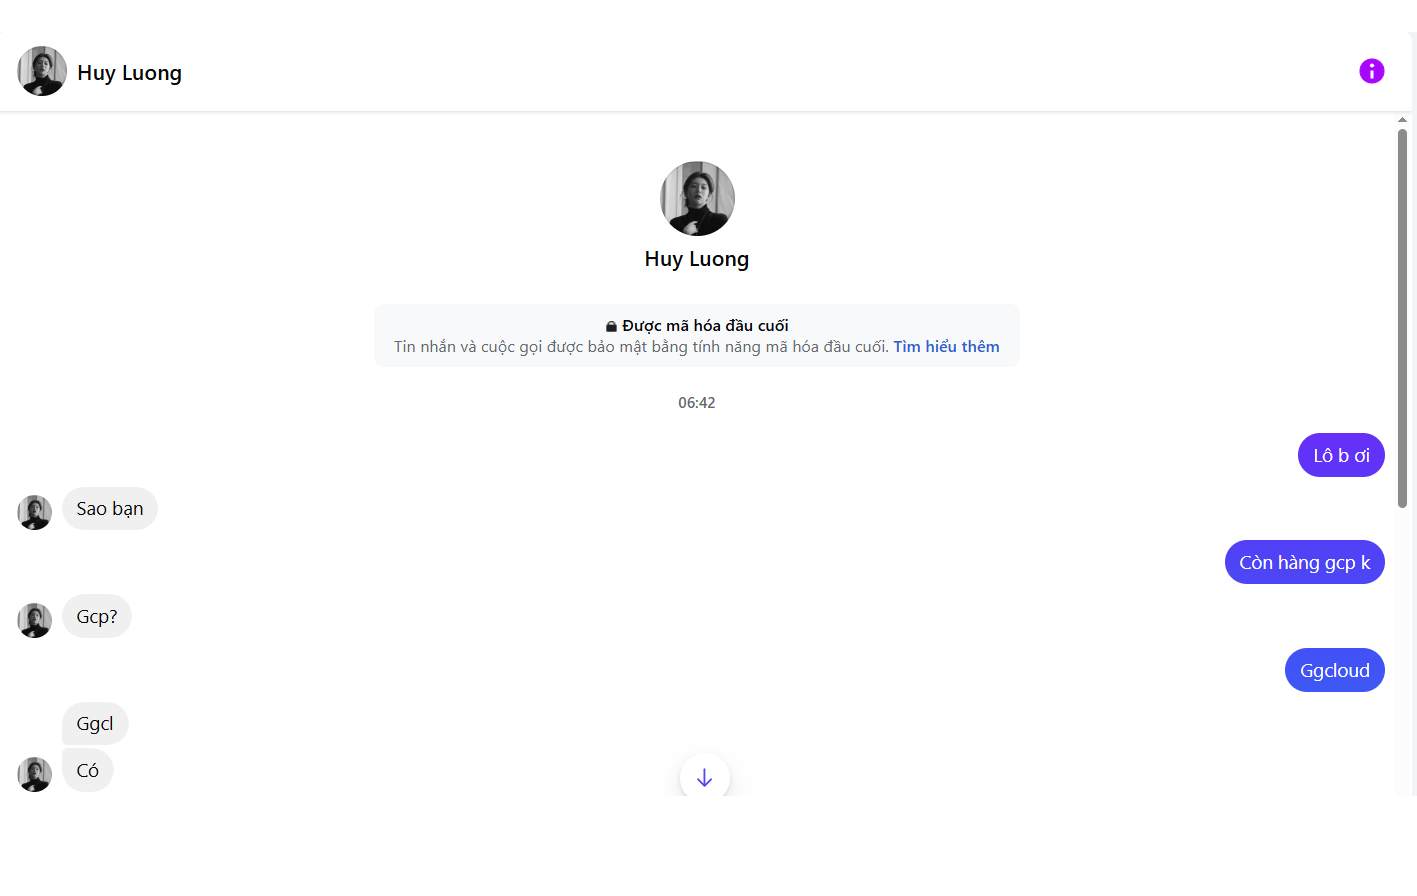 Huy Luong
Huy Luong
Được mã hóa đầu cuối
Tin nhắn và cuộc gọi được bảo mật bằng tính năng mã hóa đầu cuối. Tìm hiểu thêm
06:42
Lô b ơi
Sao bạn
Còn hàng gcp k
Gcp?
Ggcloud
Ggcl
Có